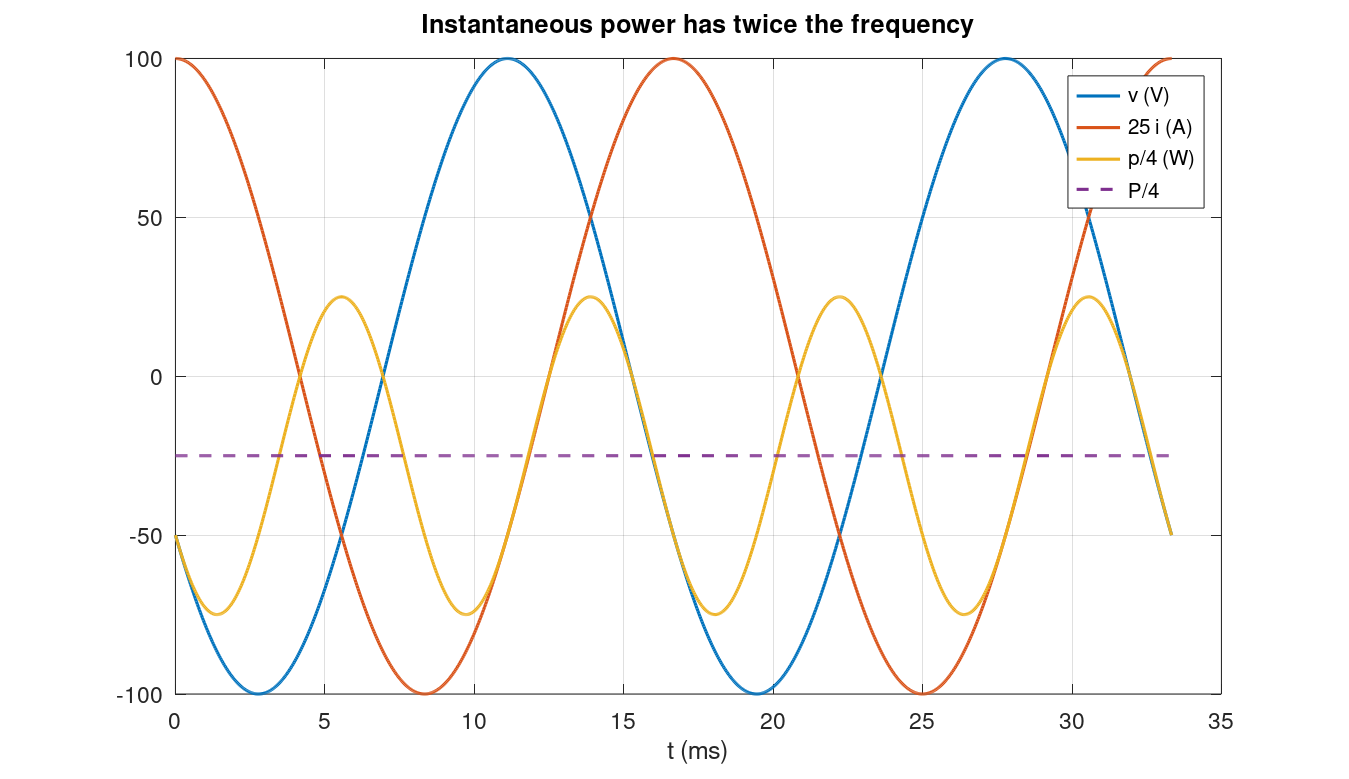 Instantaneous power has twice the frequency
100
50
0
-50
-100
v (V)
25 i (A)
p/4 (W)
P/4
0 5 10 15 20 25 30 35
t (ms)